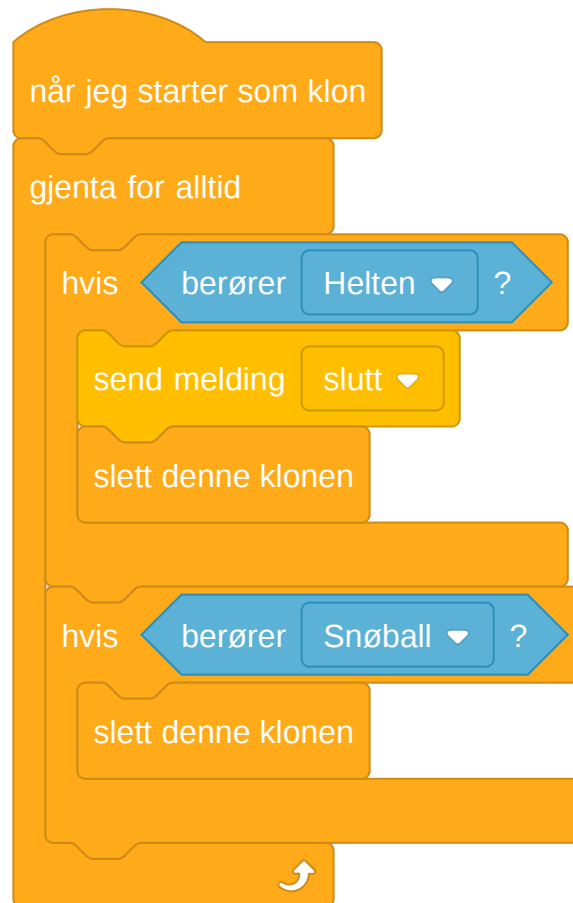 når jeg starter som klon
gjenta for alltid
hvis berører Helten ?
send melding slutt
slett denne klonen
hvis berører Snøball ?
slett denne klonen